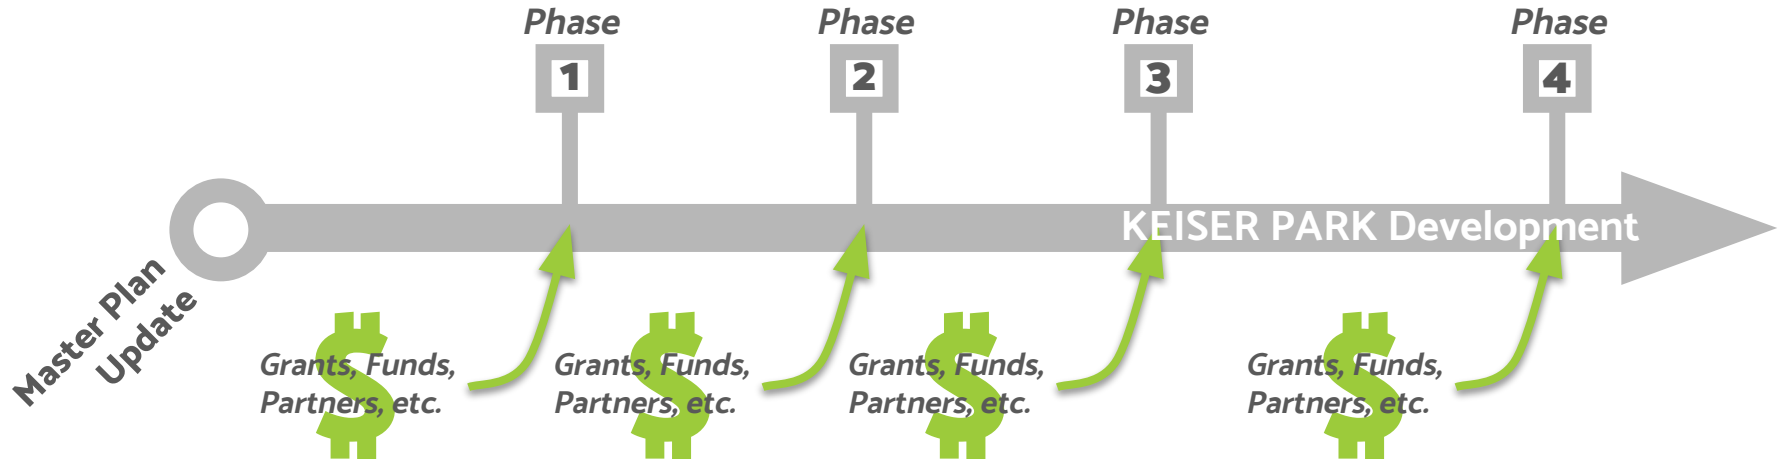 Phase
Phase
Phase
Phase
1
2
3
4
KEISER PARK Development
Master Plan
Update
Grants, Funds,
Partners, etc.
Grants, Funds,
Partners, etc.
Grants, Funds,
Partners, etc.
Grants, Funds,
Partners, etc.